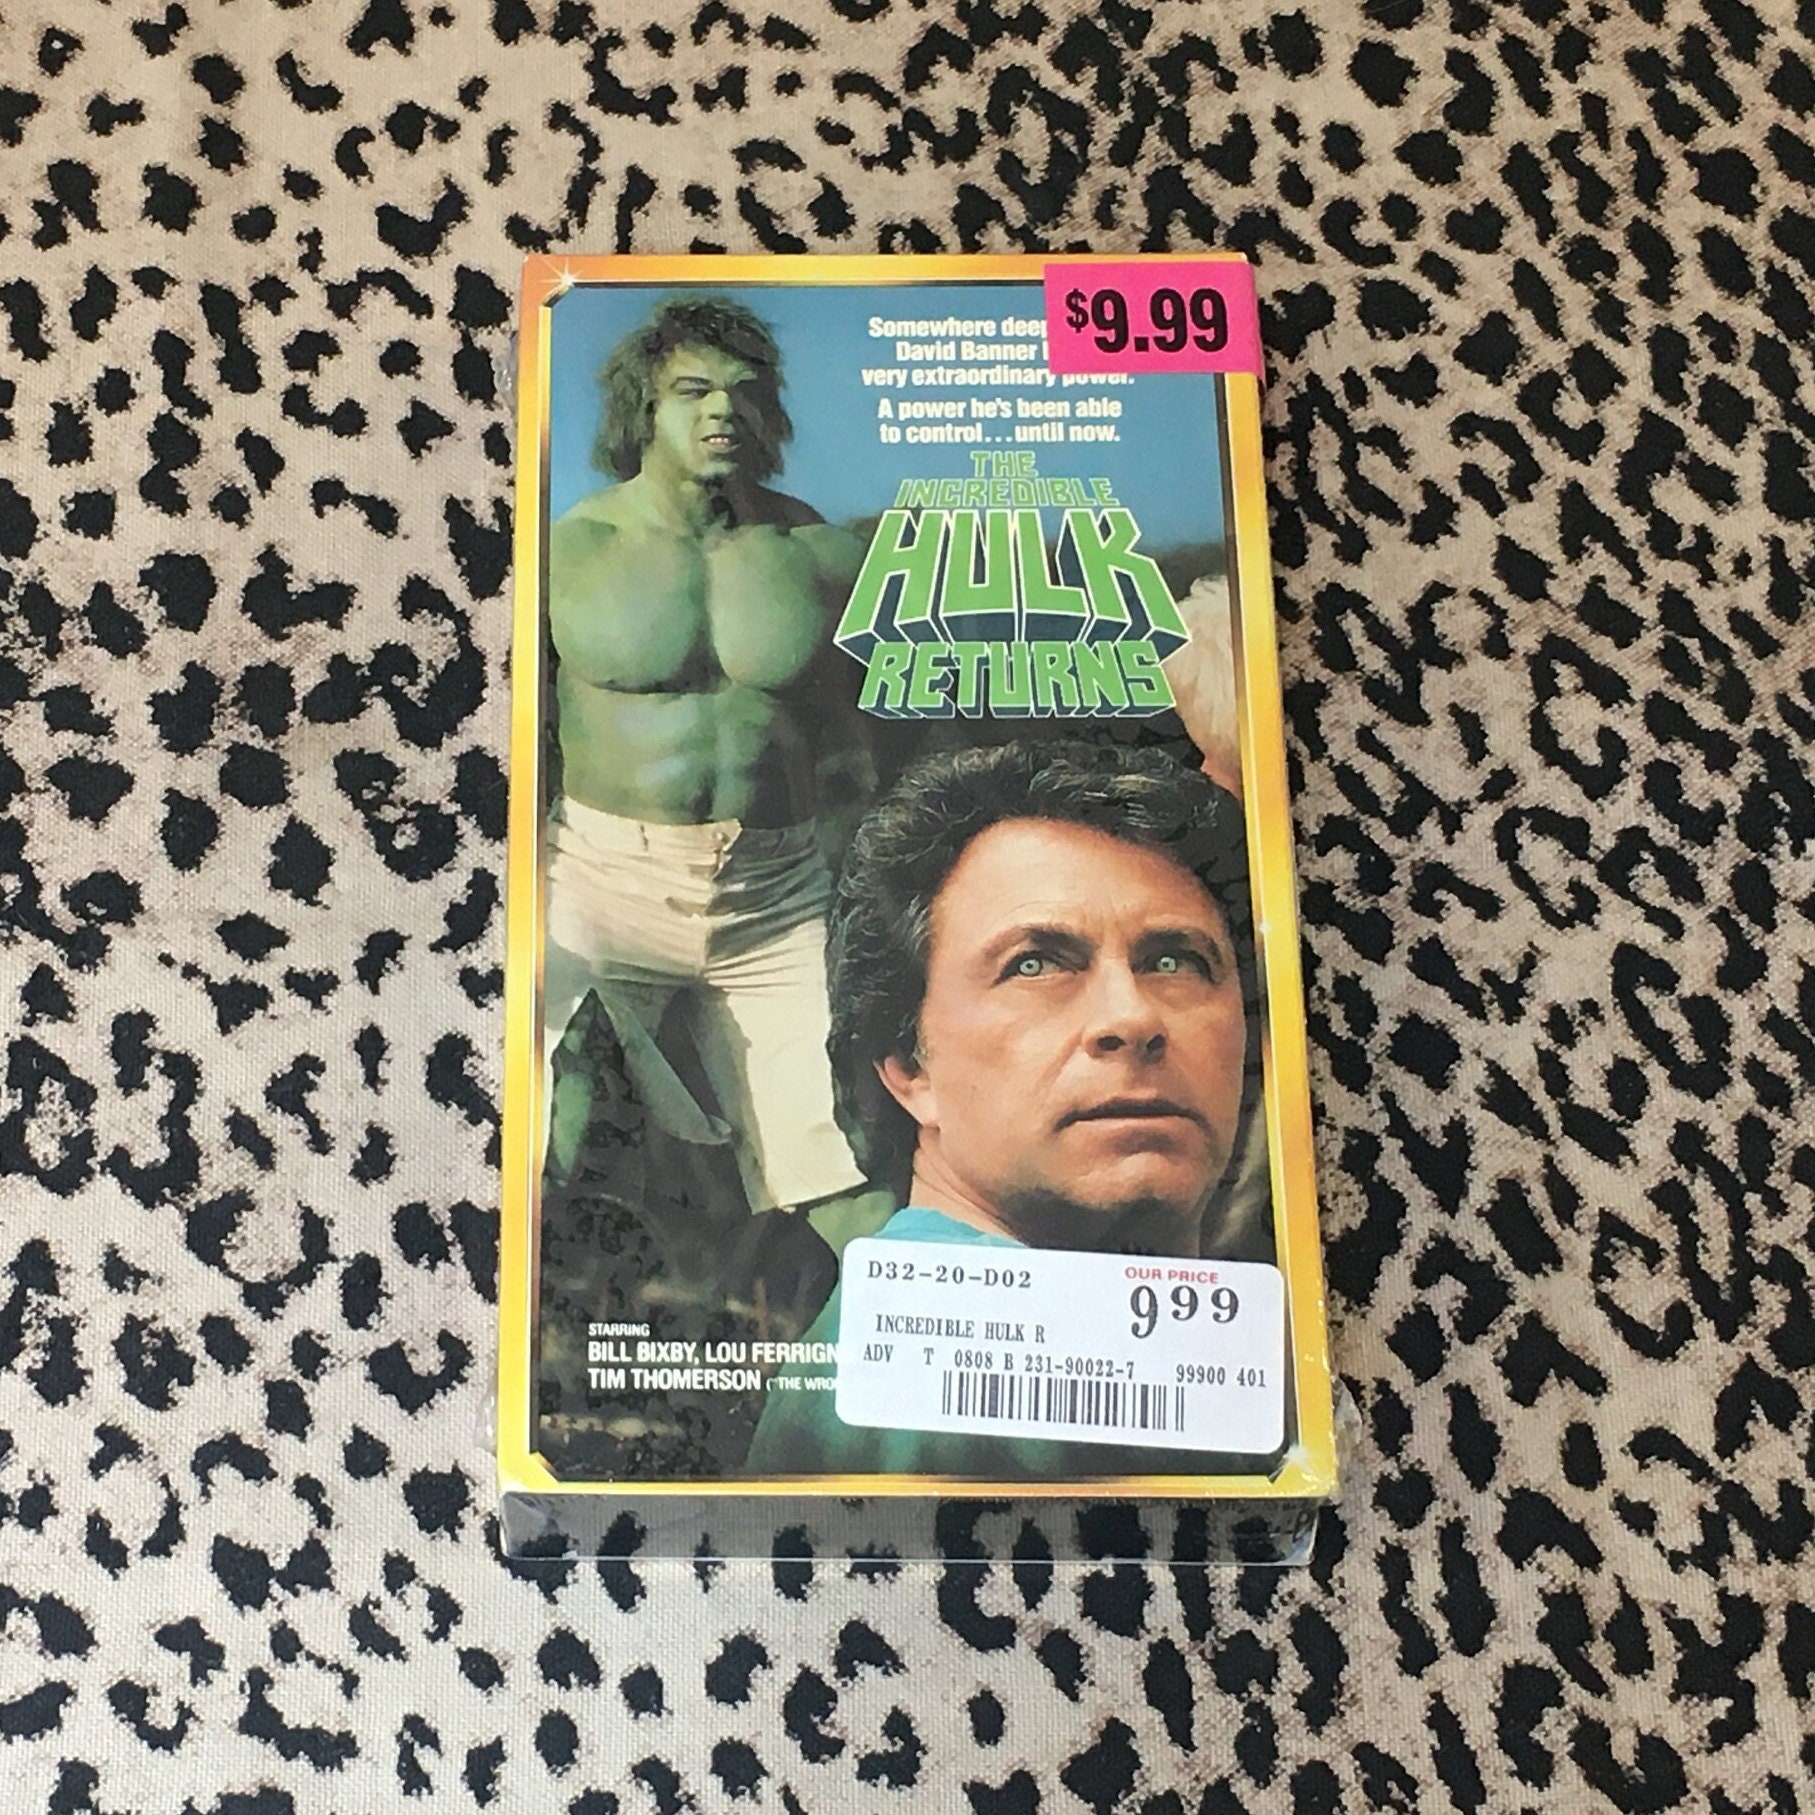 $9.99
Somewhere deep
David Banner
very extraordinary power.
A power he's been able
to control...until now.
THE
INCREDIBLE
HULK
RETURNS
D32-20-D02
OUR PRICE
999
INCREDIBLE HULK R
ADV T 0808 B 231-90022-7 99900 401
STARRING
BILL BIXBY, LOU FERRIGN
TIM THOMERSON ("THE WRO